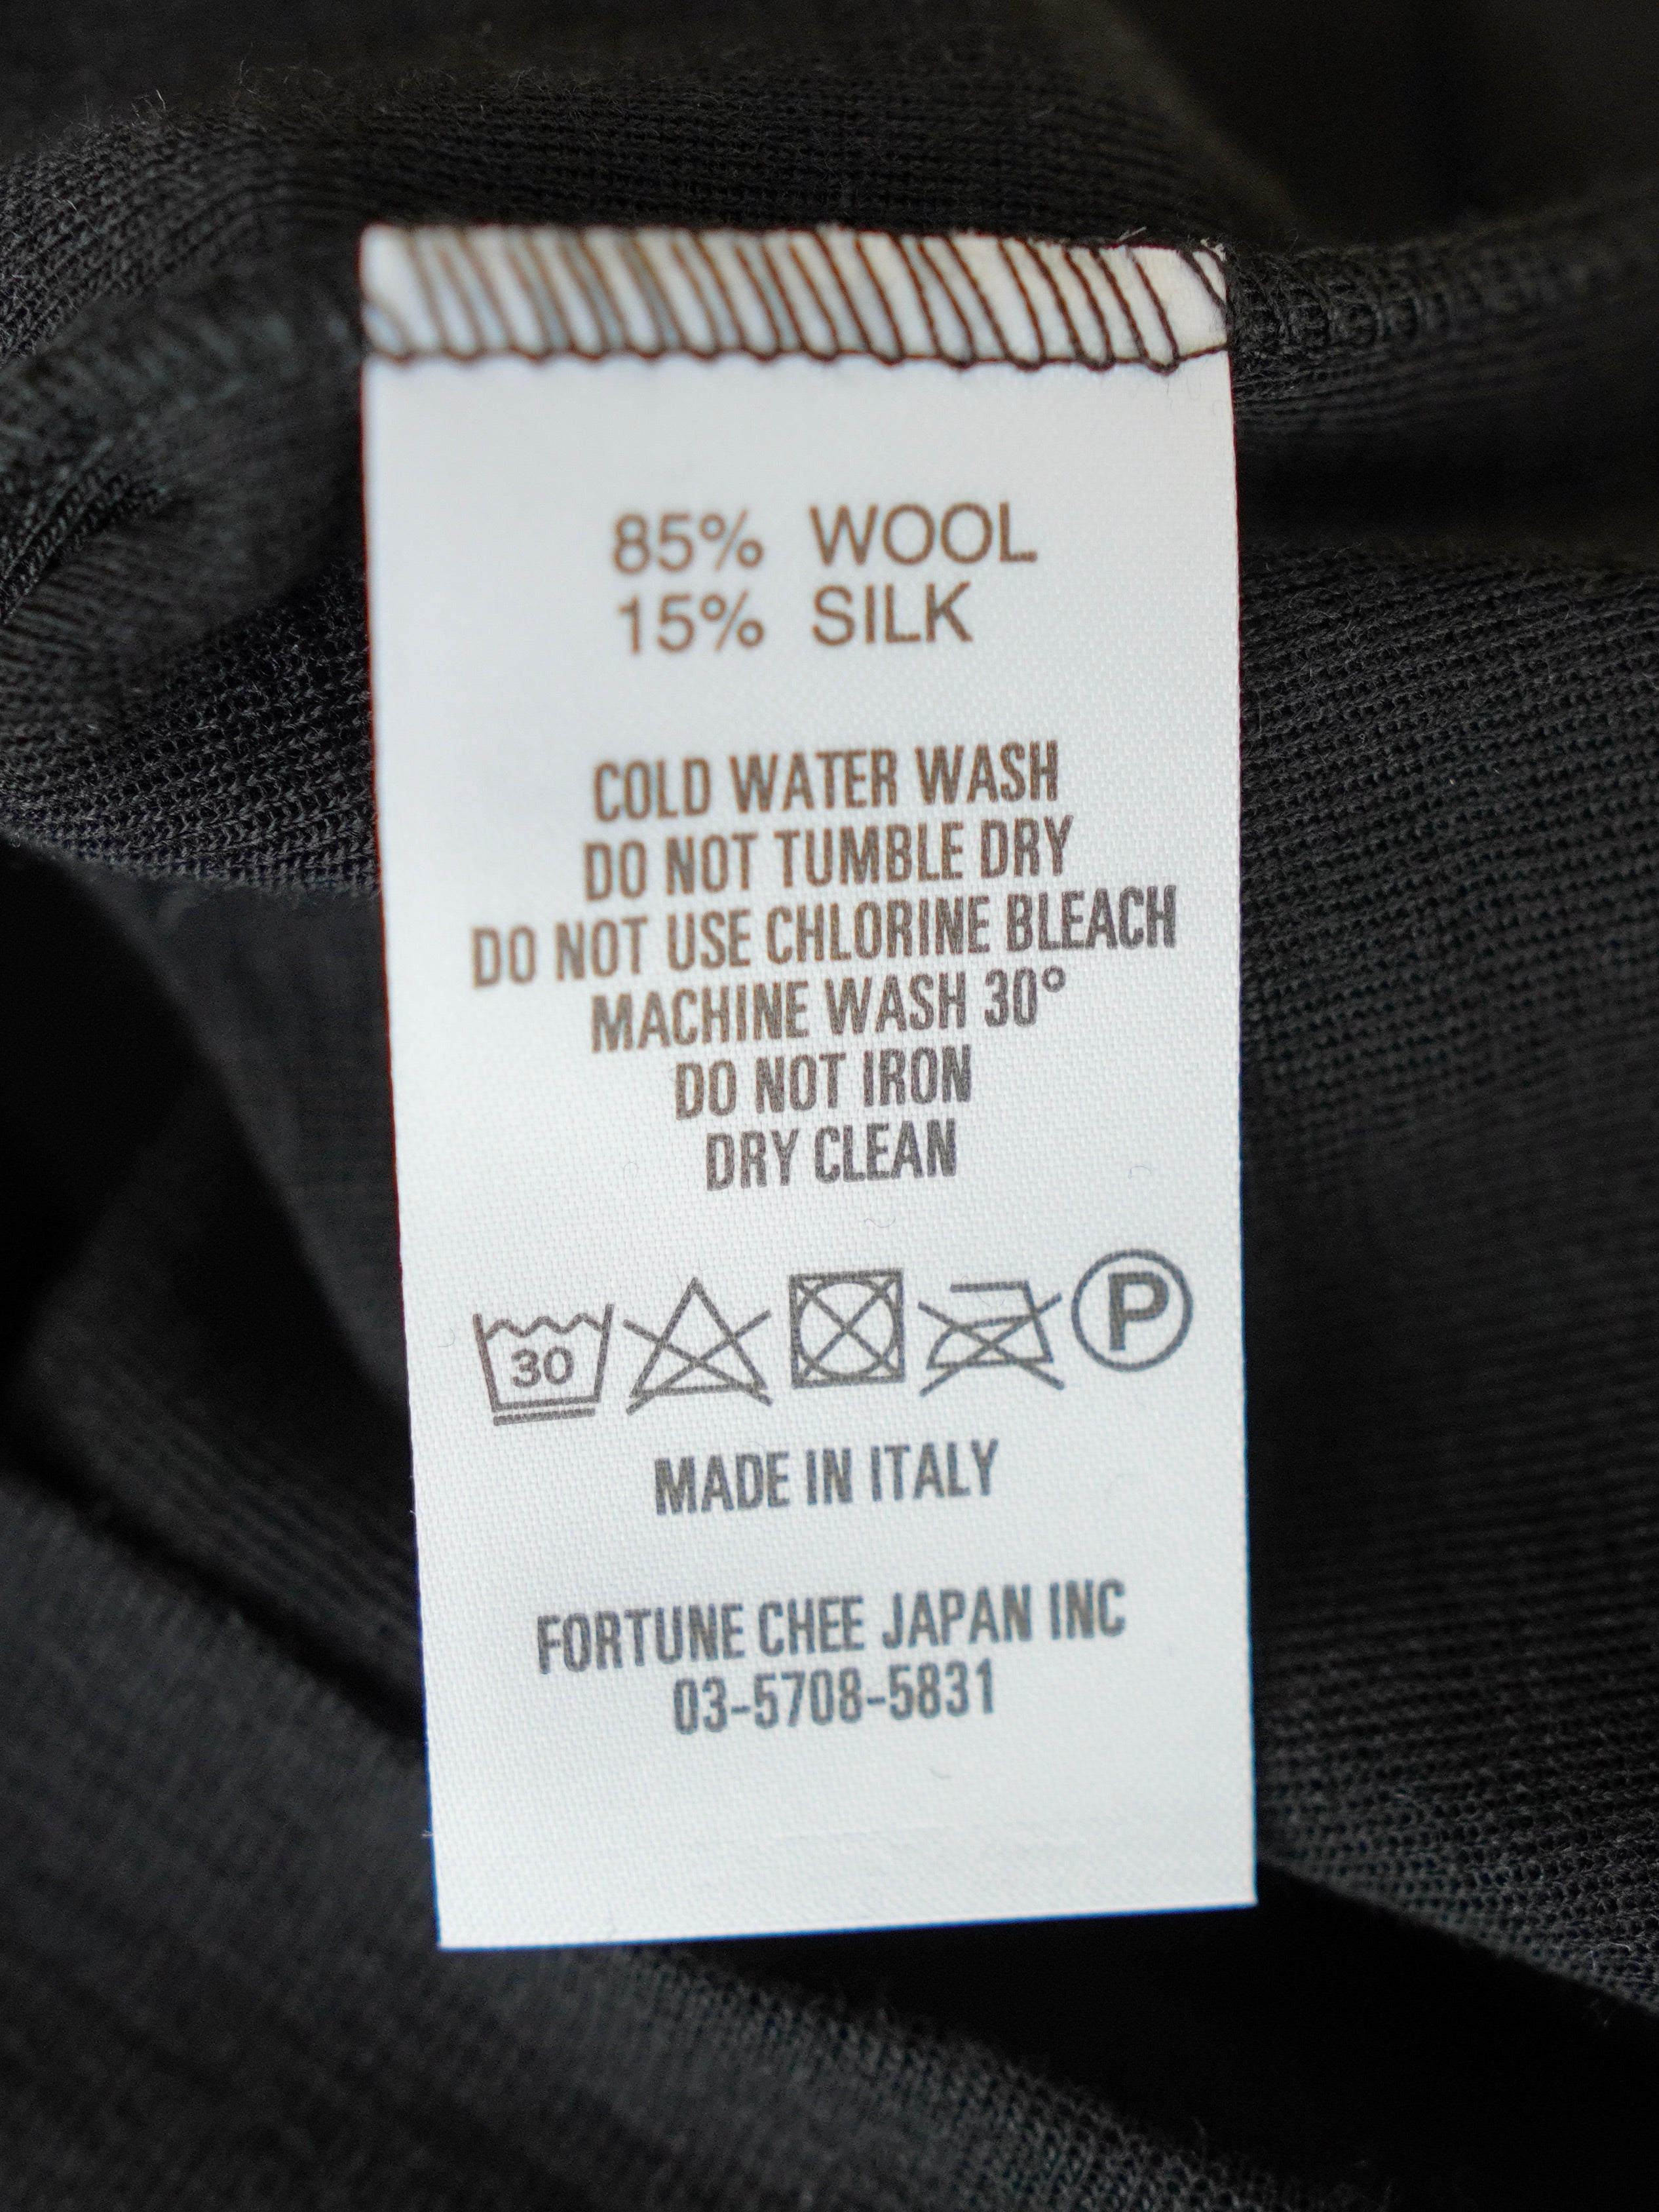 85% WOOL
15% SILK
COLD WATER WASH
DO NOT TUMBLE DRY
DO NOT USE CHLORINE BLEACH
MACHINE WASH 30°
DO NOT IRON
DRY CLEAN
30 P
MADE IN ITALY
FORTUNE CHEE JAPAN INC
03-5708-5831